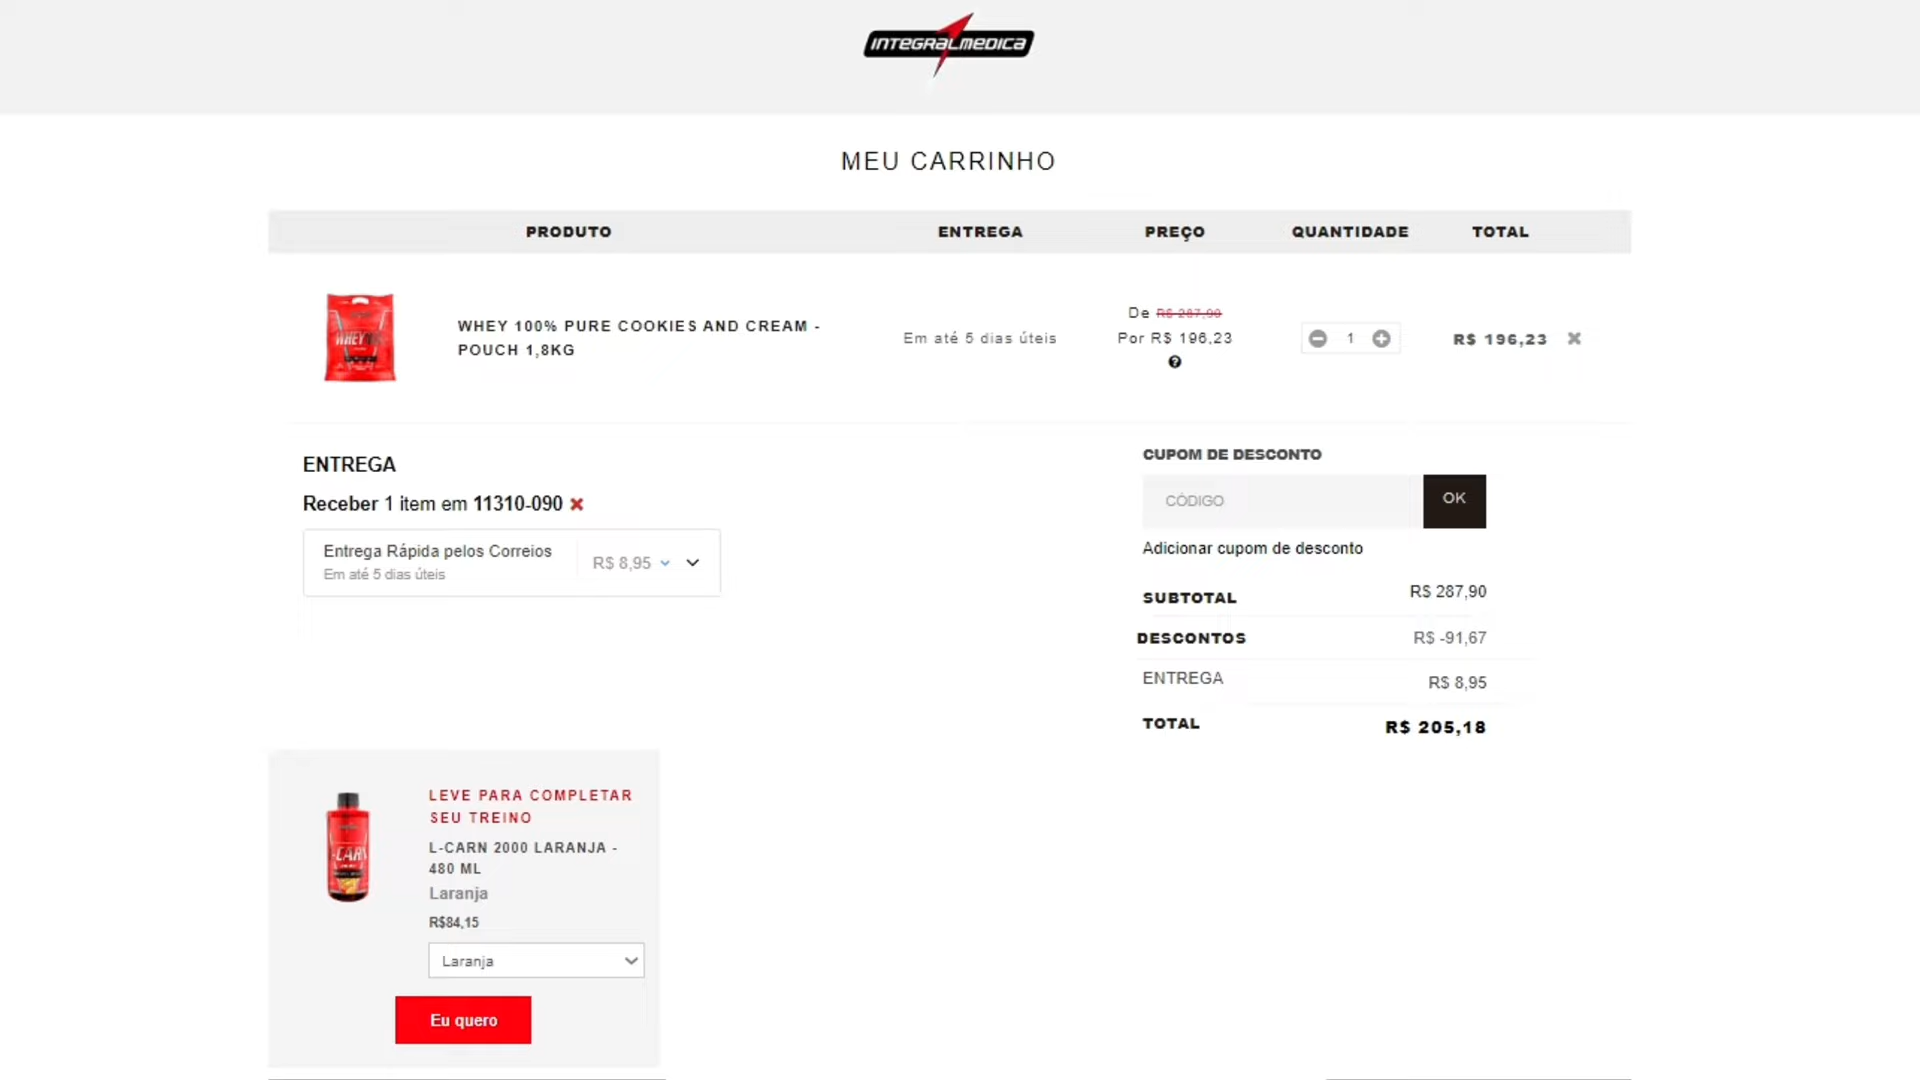 INTEGRALMEDICA
MEU CARRINHO
PRODUTO ENTREGA PREÇO QUANTIDADE TOTAL
WHEY 100% PURE COOKIES AND CREAM -
POUCH 1,8KG
Em até 5 dias úteis
De R$ 287,90
Por R$ 196,23
?
1
R$ 196,23
ENTREGA
Receber 1 item em 11310-090
Entrega Rápida pelos Correios
Em até 5 dias úteis
R$ 8,95
CUPOM DE DESCONTO
CÓDIGO
OK
Adicionar cupom de desconto
SUBTOTAL R$ 287,90
DESCONTOS R$ -91,67
ENTREGA R$ 8,95
TOTAL R$ 205,18
LEVE PARA COMPLETAR
SEU TREINO
L-CARN 2000 LARANJA -
480 ML
Laranja
R$84,15
Laranja
Eu quero
WHEY
L-CARN